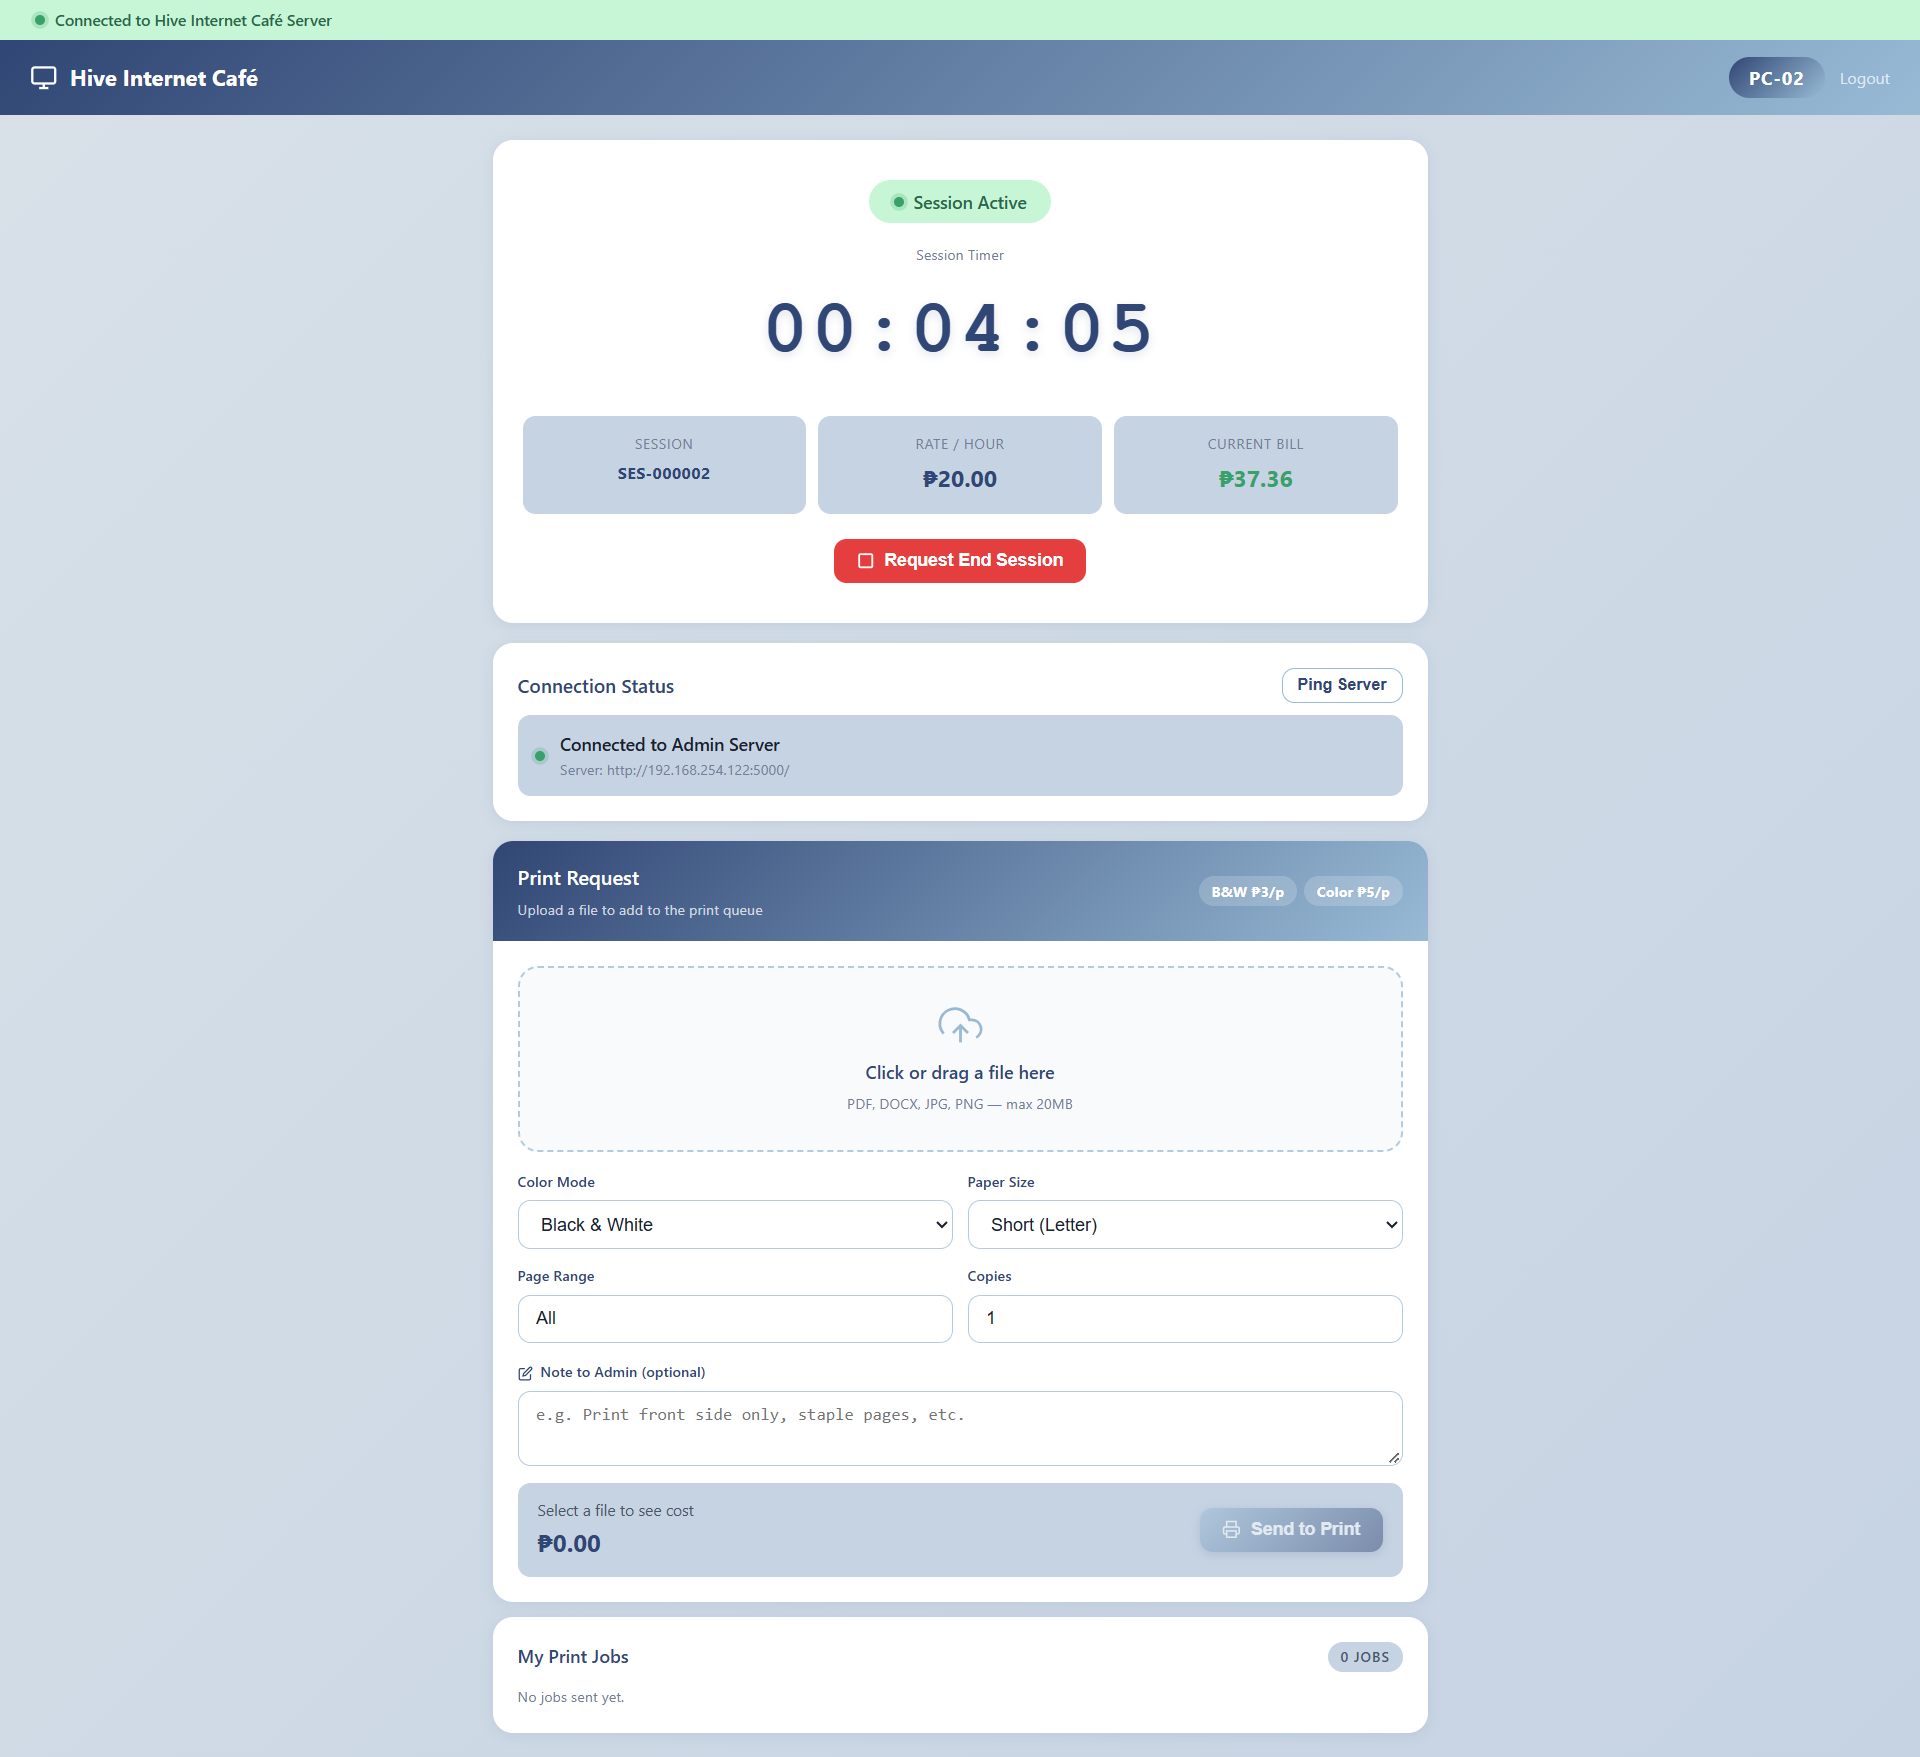 Connected to Hive Internet Café Server
Hive Internet Café
PC-02
Logout
Session Active
Session Timer
00:04:05
SESSION
SES-000002
RATE / HOUR
₱20.00
CURRENT BILL
₱37.36
Request End Session
Connection Status
Ping Server
Connected to Admin Server
Server: http://192.168.254.122:5000/
Print Request
Upload a file to add to the print queue
B&W ₱3/p
Color ₱5/p
Click or drag a file here
PDF, DOCX, JPG, PNG — max 20MB
Color Mode
Black & White
Paper Size
Short (Letter)
Page Range
All
Copies
1
Note to Admin (optional)
e.g. Print front side only, staple pages, etc.
Select a file to see cost
₱0.00
Send to Print
My Print Jobs
0 JOBS
No jobs sent yet.